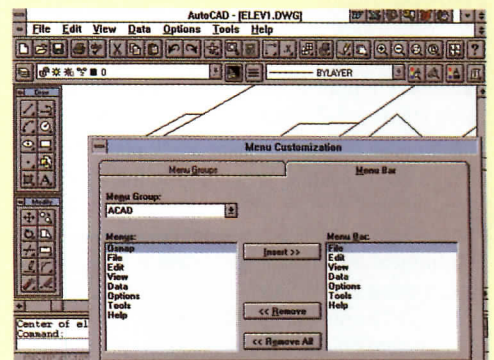 AutoCAD - [ELEV1.DWG]
File Edit View Data Options Tools Help
0
BYLAYER
Draw
Modify
Menu Customization
Menu Groups
Menu Bar
Menu Group:
ACAD
Menus:
Osnap
File
Edit
View
Data
Options
Tools
Help
Insert >>
<< Remove
<< Remove All
Menu Bar:
File
Edit
View
Data
Options
Tools
Help
Center of el
Command: